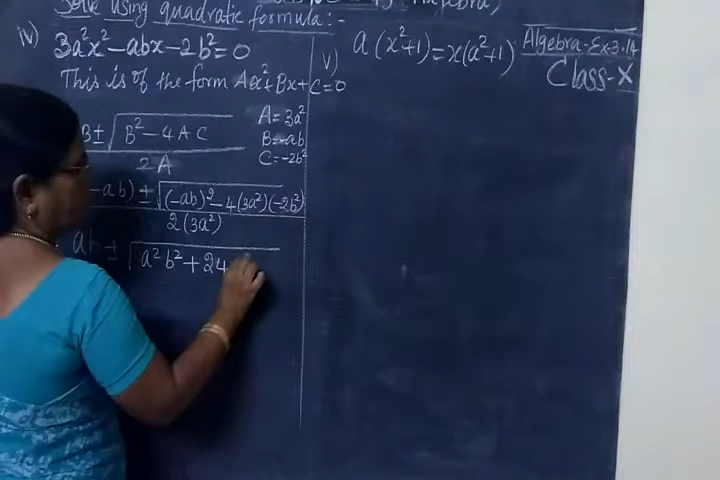 Solve using quadratic formula :-
iv) 3a²x² - abx - 2b² = 0
This is of the form Ax² + Bx + C = 0
A = 3a²
B = -ab
C = -2b²
B ± √B² - 4AC
2A
-ab) ± √(-ab)² - 4(3a²)(-2b²)
2(3a²)
ab ± √a²b² + 24
v) a(x²+1) = x(a²+1)
Algebra - Ex-3.14
Class-X